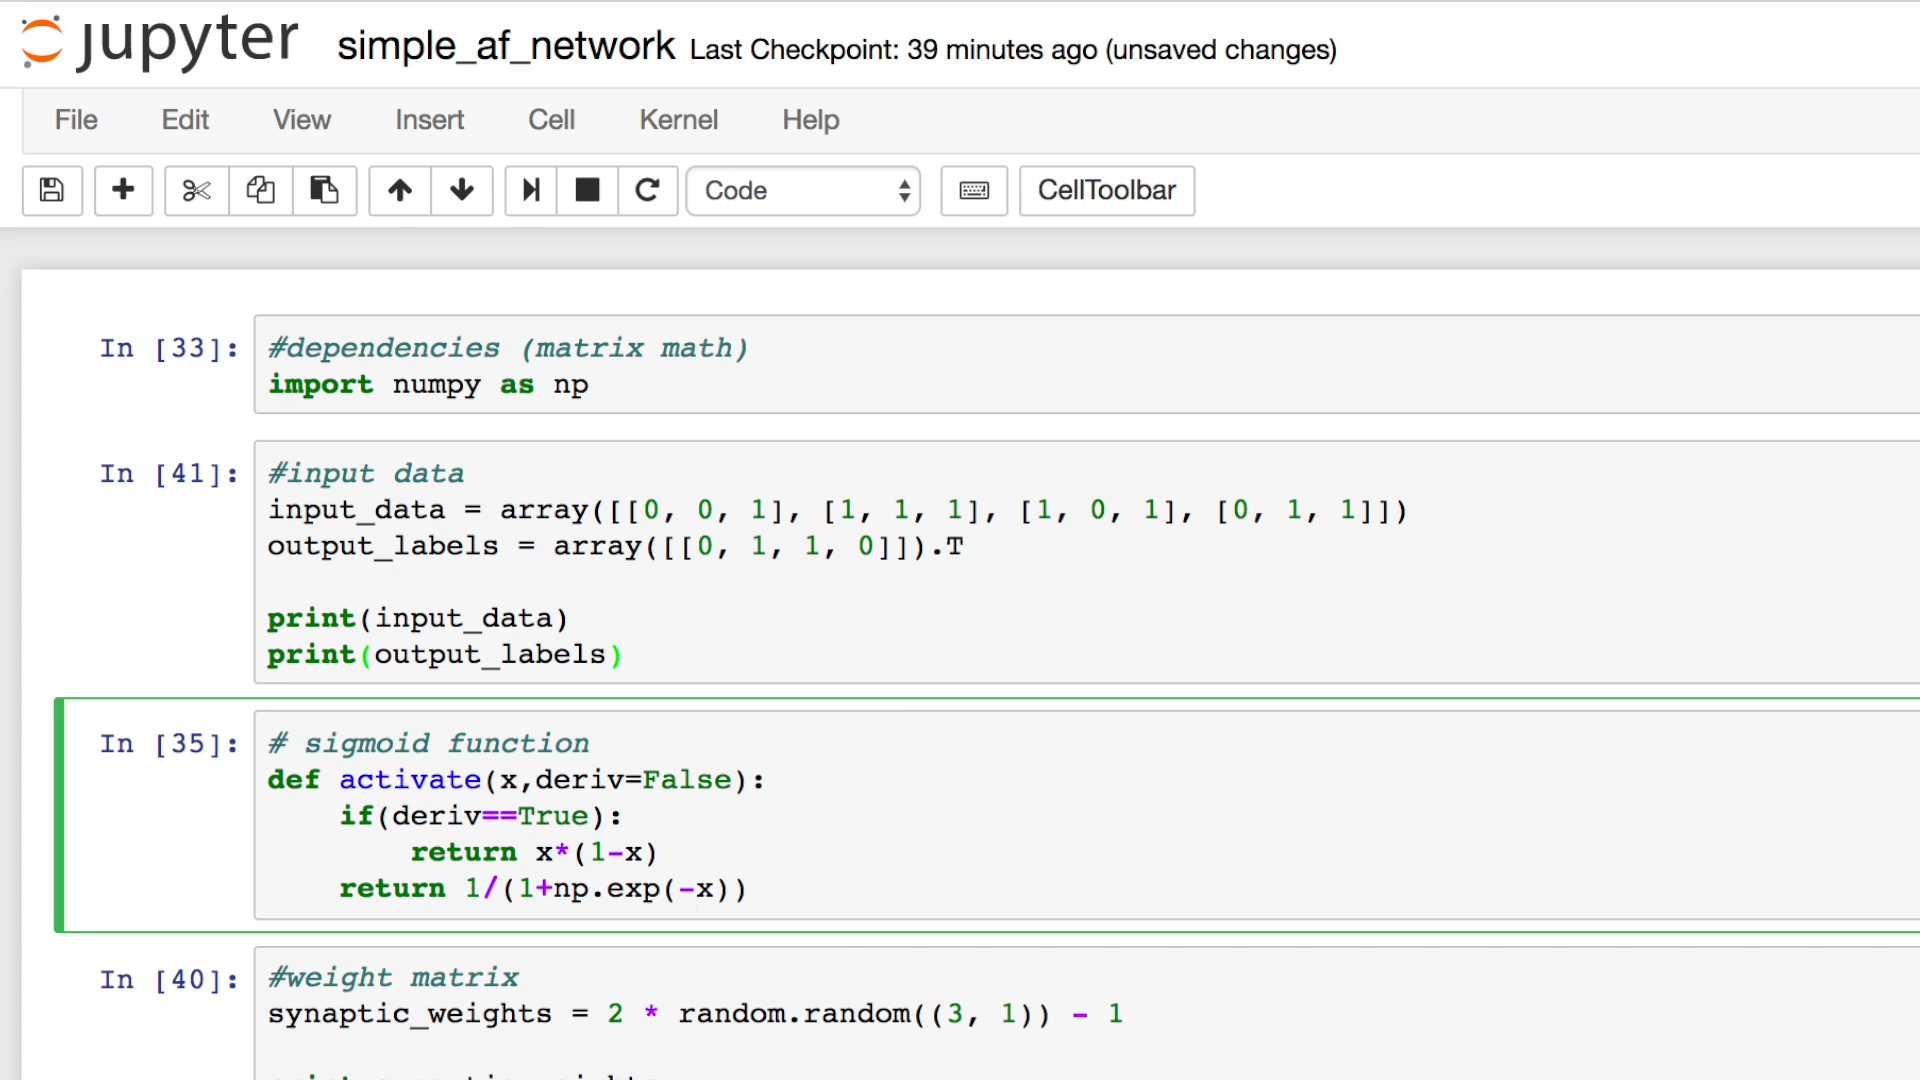 jupyter simple_af_network Last Checkpoint: 39 minutes ago (unsaved changes)
File Edit View Insert Cell Kernel Help
Code CellToolbar
In [33]: #dependencies (matrix math)
import numpy as np
In [41]: #input data
input_data = array([[0, 0, 1], [1, 1, 1], [1, 0, 1], [0, 1, 1]])
output_labels = array([[0, 1, 1, 0]]).T
print(input_data)
print(output_labels)
In [35]: # sigmoid function
def activate(x,deriv=False):
    if(deriv==True):
        return x*(1-x)
    return 1/(1+np.exp(-x))
In [40]: #weight matrix
synaptic_weights = 2 * random.random((3, 1)) - 1